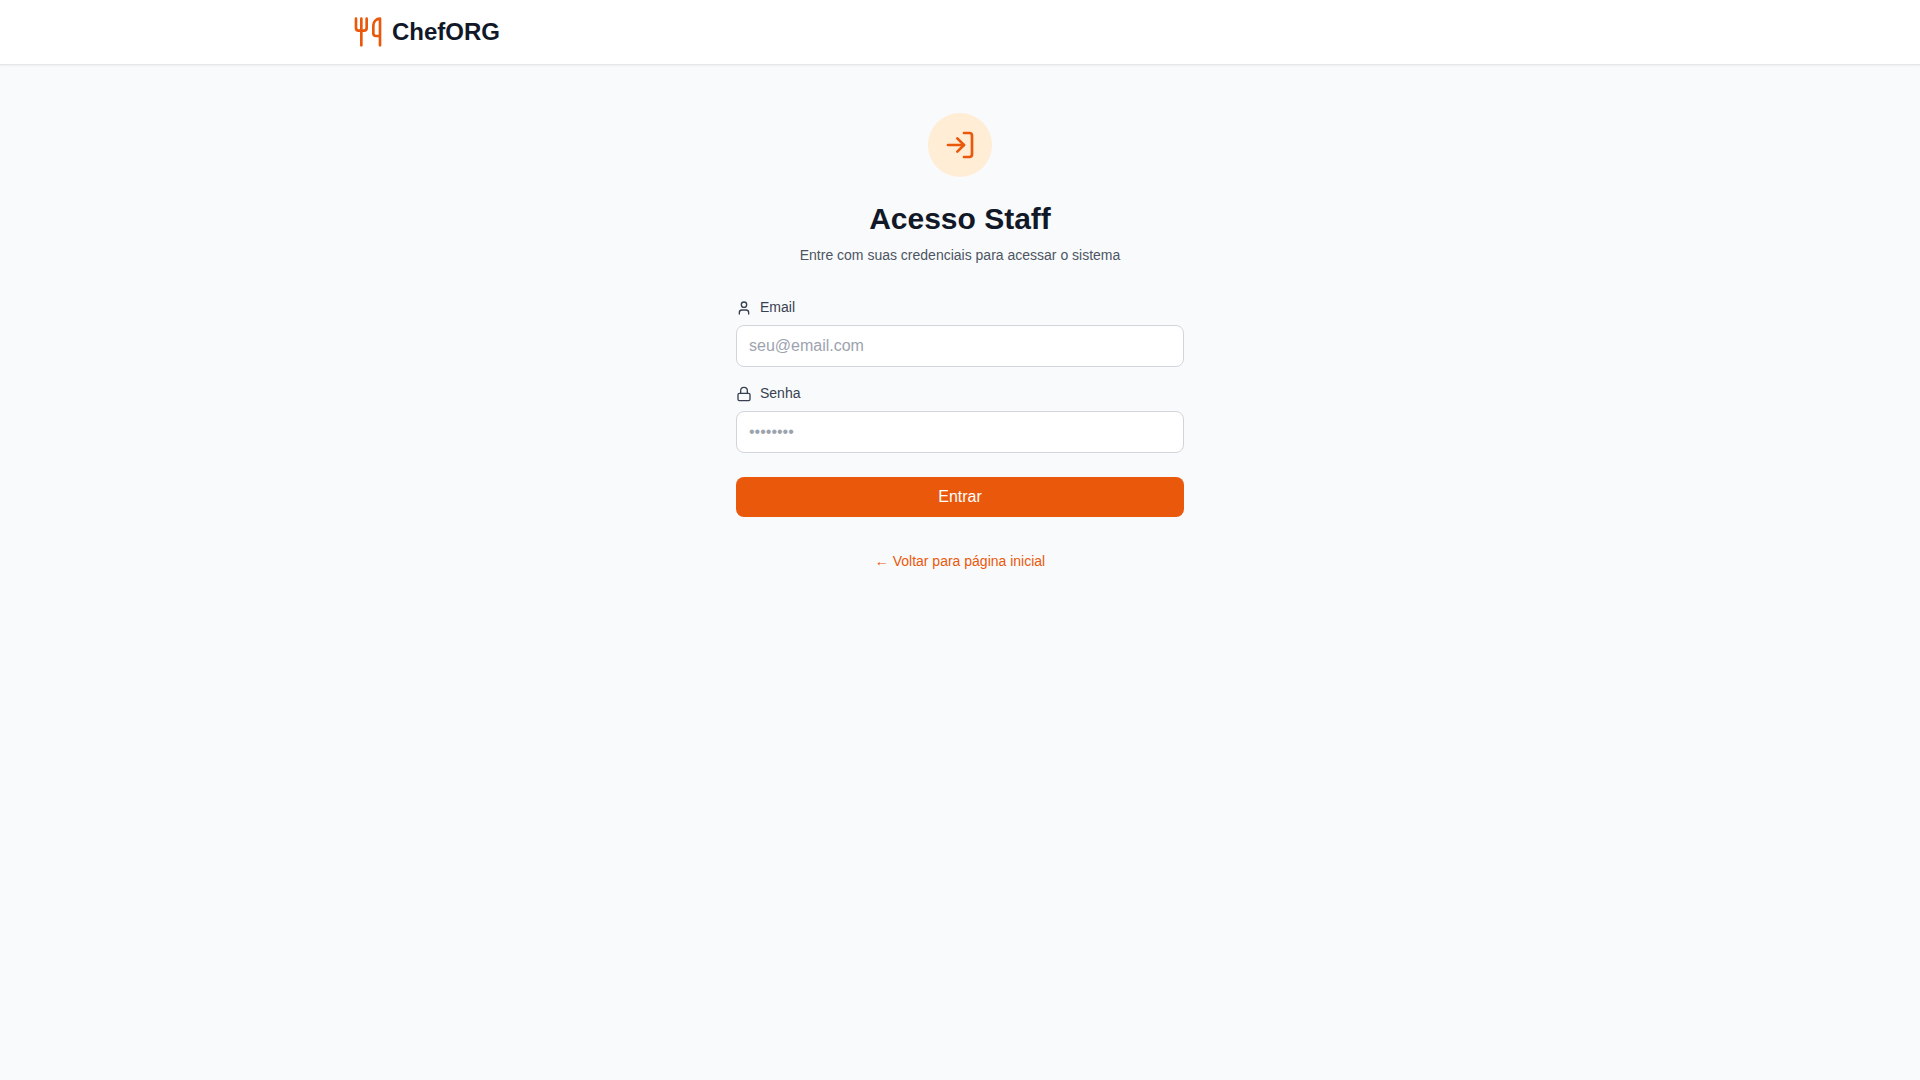 ChefORG
Acesso Staff
Entre com suas credenciais para acessar o sistema
Email
seu@email.com
Senha
••••••••
Entrar
← Voltar para página inicial